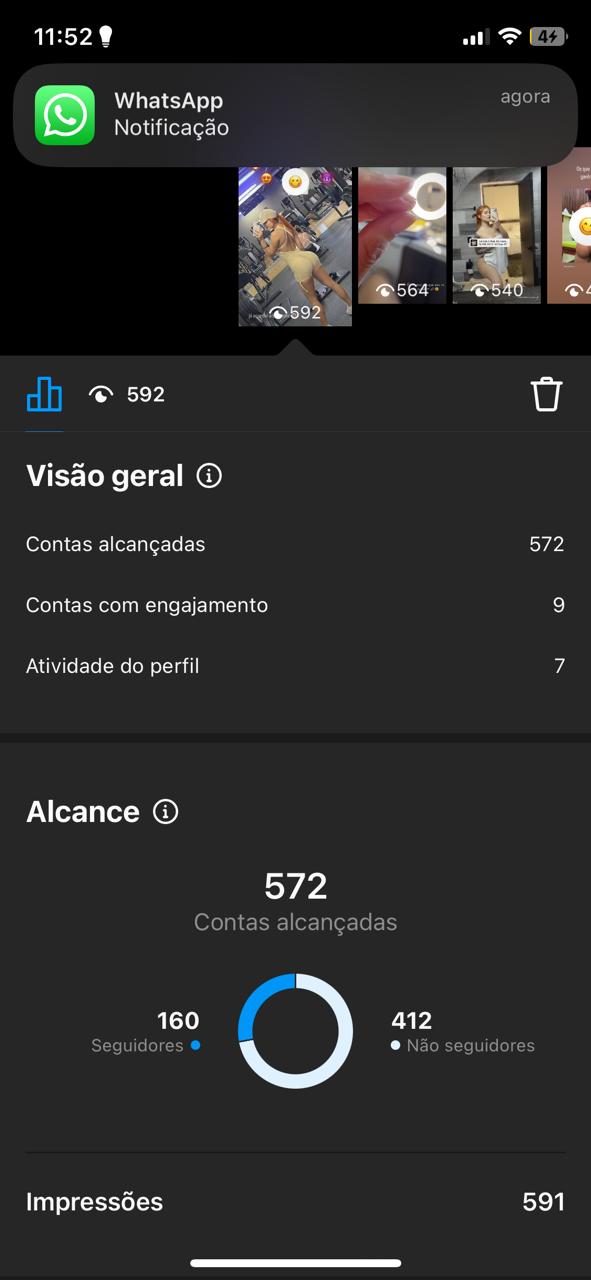 11:52
4
WhatsApp
agora
Notificação
592
564
540
592
Visão geral
Contas alcançadas 572
Contas com engajamento 9
Atividade do perfil 7
Alcance
572
Contas alcançadas
160
Seguidores
412
Não seguidores
Impressões 591